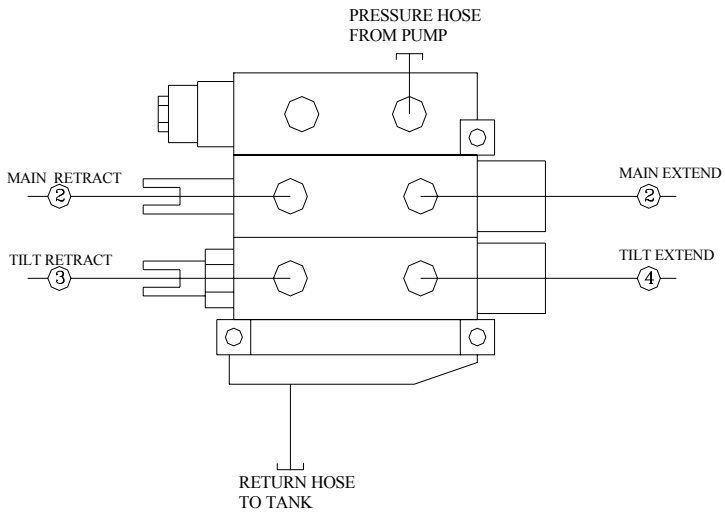 PRESSURE HOSE
FROM PUMP
MAIN RETRACT
2
MAIN EXTEND
2
TILT RETRACT
3
TILT EXTEND
4
RETURN HOSE
TO TANK